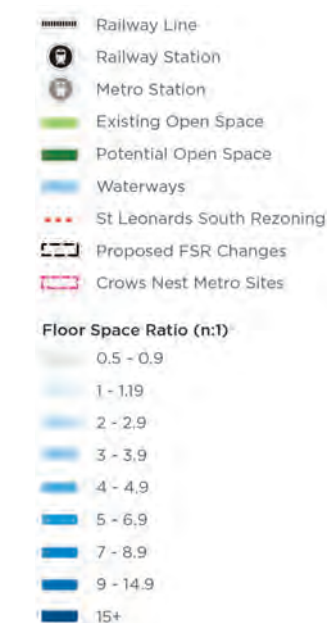 Railway Line
Railway Station
Metro Station
Existing Open Space
Potential Open Space
Waterways
St Leonards South Rezoning
Proposed FSR Changes
Crows Nest Metro Sites
Floor Space Ratio (n:1)
0.5 - 0.9
1 - 1.19
2 - 2.9
3 - 3.9
4 - 4.9
5 - 6.9
7 - 8.9
9 - 14.9
15+